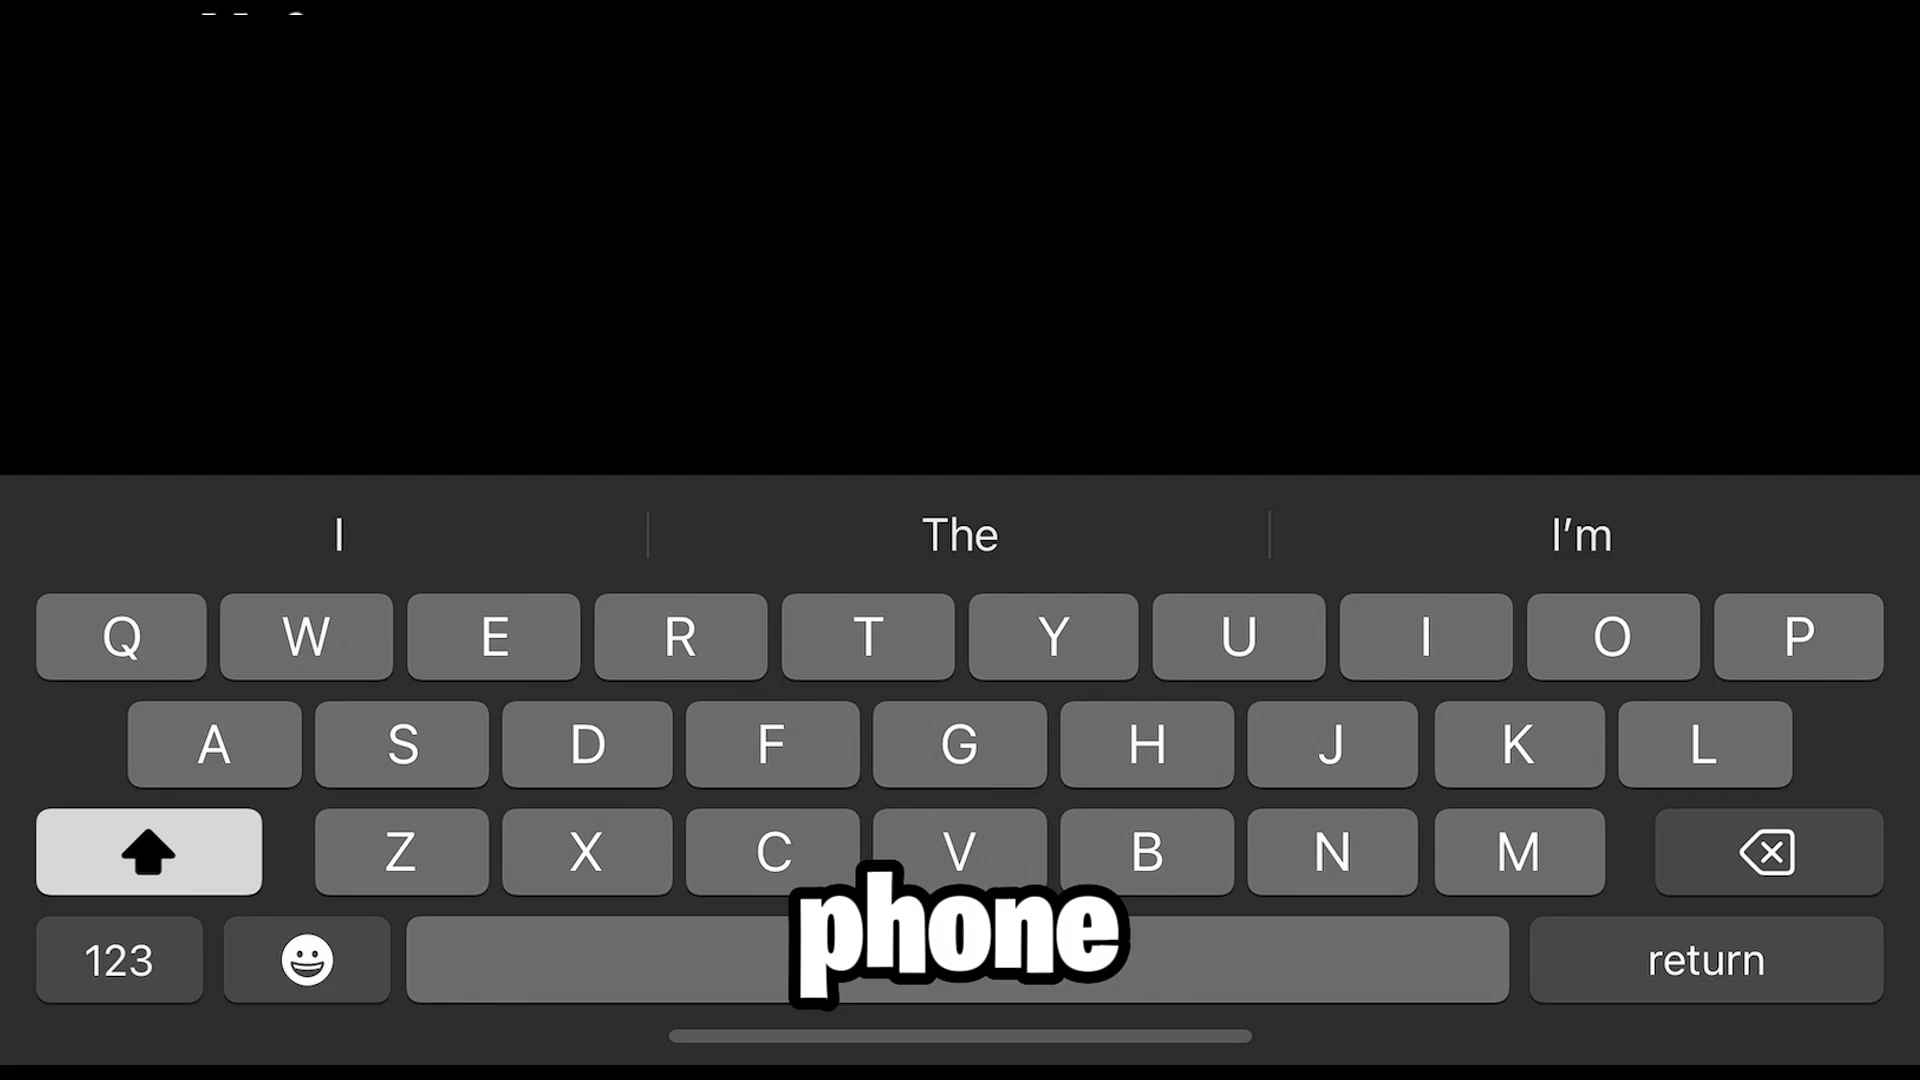 I The I’m
Q W E R T Y U I O P
A S D F G H J K L
Z X C V B N M
phone
123 return